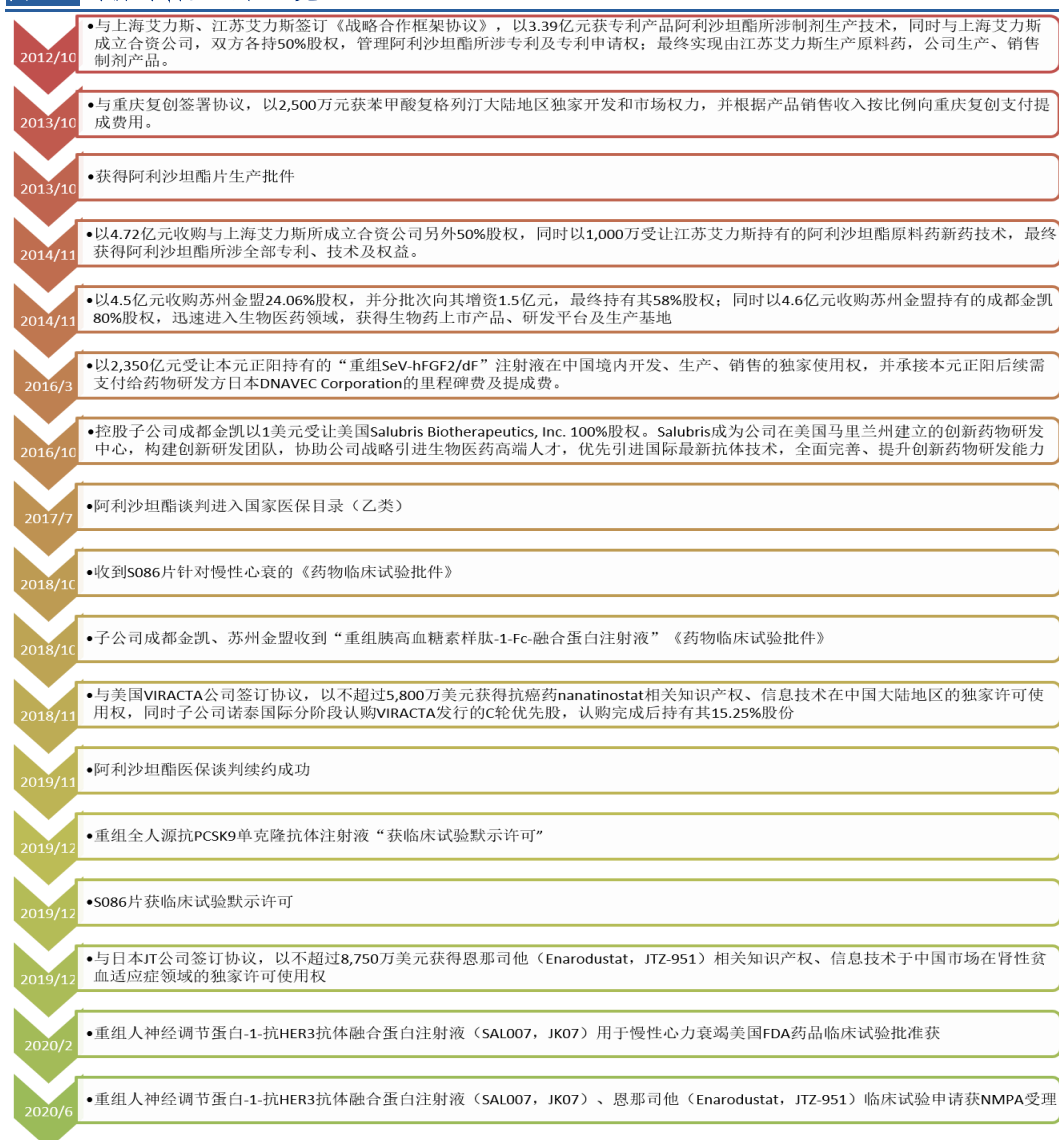 2012/10
•与上海艾力斯、江苏艾力斯签订《战略合作框架协议》，以3.39亿元获专利产品阿利沙坦酯所涉制剂生产技术，同时与上海艾力斯
成立合资公司，双方各持50%股权，管理阿利沙坦酯所涉专利及专利申请权；最终实现由江苏艾力斯生产原料药，公司生产、销售
制剂产品。
2013/10
•与重庆复创签署协议，以2,500万元获苯甲酸复格列汀大陆地区独家开发和市场权力，并根据产品销售收入按比例向重庆复创支付提
成费用。
2013/10
•获得阿利沙坦酯片生产批件
2014/11
•以4.72亿元收购与上海艾力斯所成立合资公司另外50%股权，同时以1,000万受让江苏艾力斯持有的阿利沙坦酯原料药新药技术，最终
获得阿利沙坦酯所涉全部专利、技术及权益。
2014/11
•以4.5亿元收购苏州金盟24.06%股权，并分批次向其增资1.5亿元，最终持有其58%股权；同时以4.6亿元收购苏州金盟持有的成都金凯
80%股权，迅速进入生物医药领域，获得生物药上市产品、研发平台及生产基地
2016/3
•以2,350亿元受让本元正阳持有的“重组SeV-hFGF2/dF”注射液在中国境内开发、生产、销售的独家使用权，并承接本元正阳后续需
支付给药物研发方日本DNAVEC Corporation的里程碑费及提成费。
2016/10
•控股子公司成都金凯以1美元受让美国Salubris Biotherapeutics, Inc. 100%股权。Salubris成为公司在美国马里兰州建立的创新药物研发
中心，构建创新研发团队，协助公司战略引进生物医药高端人才，优先引进国际最新抗体技术，全面完善、提升创新药物研发能力
2017/7
•阿利沙坦酯谈判进入国家医保目录（乙类）
2018/10
•收到S086片针对慢性心衰的《药物临床试验批件》
2018/10
•子公司成都金凯、苏州金盟收到“重组胰高血糖素样肽-1-Fc-融合蛋白注射液”《药物临床试验批件》
2018/11
•与美国VIRACTA公司签订协议，以不超过5,800万美元获得抗癌药nanatinostat相关知识产权、信息技术在中国大陆地区的独家许可使
用权，同时子公司诺泰国际分阶段认购VIRACTA发行的C轮优先股，认购完成后持有其15.25%股份
2019/11
•阿利沙坦酯医保谈判续约成功
2019/12
•重组全人源抗PCSK9单克隆抗体注射液“获临床试验默示许可”
2019/12
•S086片获临床试验默示许可
2019/12
•与日本JT公司签订协议，以不超过8,750万美元获得恩那司他（Enarodustat，JTZ-951）相关知识产权、信息技术于中国市场在肾性贫
血适应症领域的独家许可使用权
2020/2
•重组人神经调节蛋白-1-抗HER3抗体融合蛋白注射液（SAL007，JK07）用于慢性心力衰竭美国FDA药品临床试验批准获
2020/6
•重组人神经调节蛋白-1-抗HER3抗体融合蛋白注射液（SAL007，JK07）、恩那司他（Enarodustat，JTZ-951）临床试验申请获NMPA受理